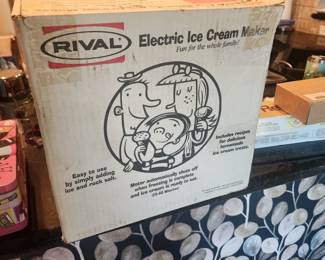 RIVAL
Electric Ice Cream Maker
Fun for the whole family!
Easy to use
by simply adding
ice and rock salt.
Motor automatically shuts off
when freezing is complete
and ice cream is ready to eat.
Includes recipes
for delicious
homemade
ice cream treats.